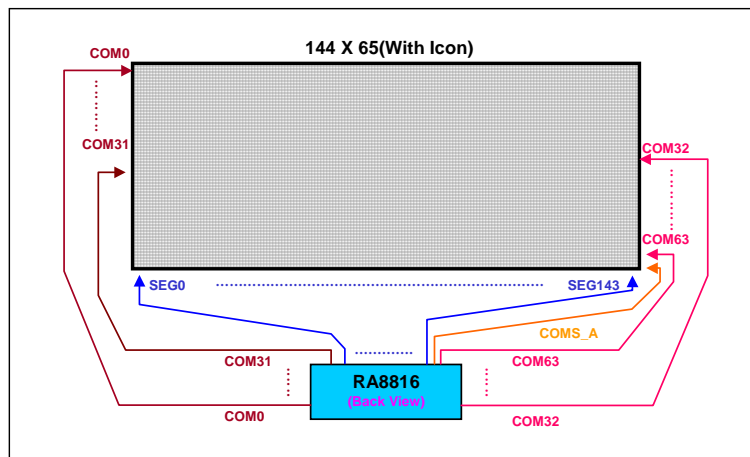 144 X 65(With Icon)
COM0
COM31
COM32
COM63
SEG0
SEG143
COMS_A
COM31
COM63
RA8816
(Back View)
COM0
COM32